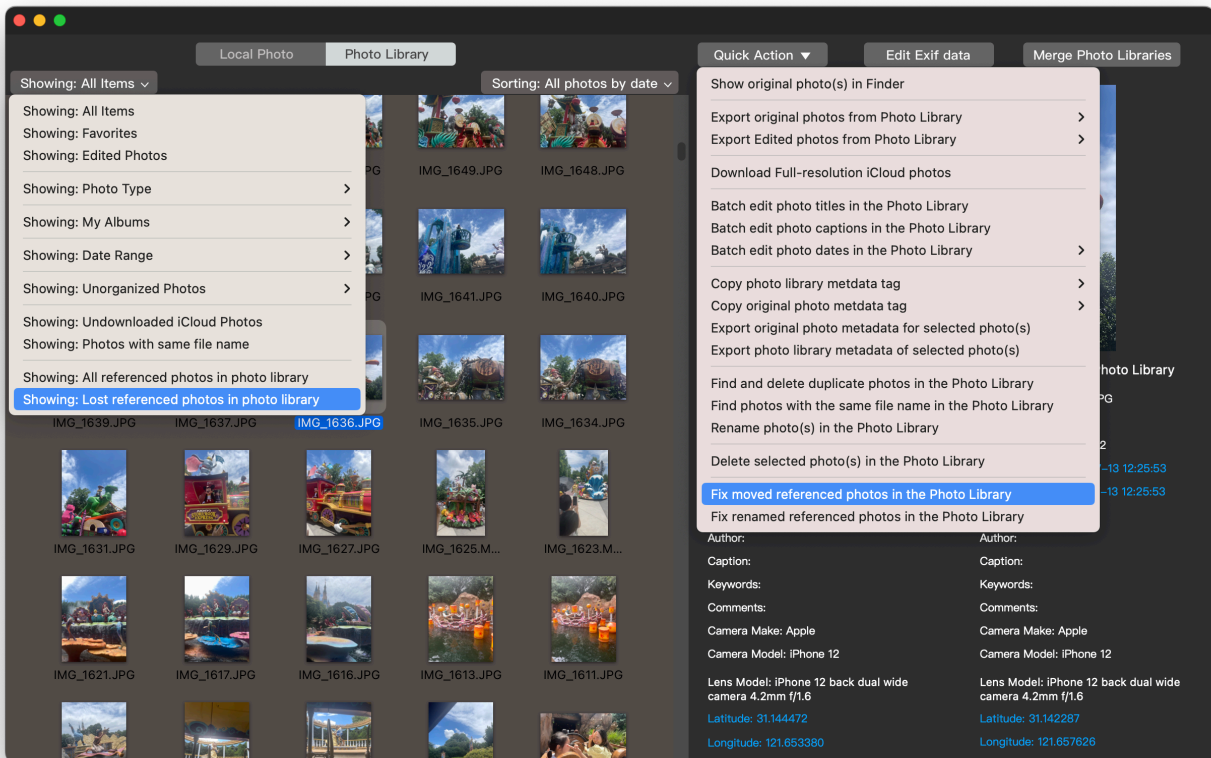 Local Photo
Photo Library
Quick Action ▼
Edit Exif data
Merge Photo Libraries
Showing: All Items
Sorting: All photos by date
Showing: All Items
Showing: Favorites
Showing: Edited Photos
Showing: Photo Type
Showing: My Albums
Showing: Date Range
Showing: Unorganized Photos
Showing: Undownloaded iCloud Photos
Showing: Photos with same file name
Showing: All referenced photos in photo library
Showing: Lost referenced photos in photo library
PG
IMG_1649.JPG
IMG_1648.JPG
PG
IMG_1641.JPG
IMG_1640.JPG
IMG_1639.JPG
IMG_1637.JPG
IMG_1636.JPG
IMG_1635.JPG
IMG_1634.JPG
IMG_1631.JPG
IMG_1629.JPG
IMG_1627.JPG
IMG_1625.M...
IMG_1623.M...
IMG_1621.JPG
IMG_1617.JPG
IMG_1616.JPG
IMG_1613.JPG
IMG_1611.JPG
Show original photo(s) in Finder
Export original photos from Photo Library
Export Edited photos from Photo Library
Download Full-resolution iCloud photos
Batch edit photo titles in the Photo Library
Batch edit photo captions in the Photo Library
Batch edit photo dates in the Photo Library
Copy photo library metdata tag
Copy original photo metdata tag
Export original photo metadata for selected photo(s)
Export photo library metadata of selected photo(s)
Find and delete duplicate photos in the Photo Library
Find photos with the same file name in the Photo Library
Rename photo(s) in the Photo Library
Delete selected photo(s) in the Photo Library
Fix moved referenced photos in the Photo Library
Fix renamed referenced photos in the Photo Library
hoto Library
PG
2
-13 12:25:53
-13 12:25:53
Author:
Caption:
Keywords:
Comments:
Camera Make: Apple
Camera Model: iPhone 12
Lens Model: iPhone 12 back dual wide
camera 4.2mm f/1.6
Latitude: 31.144472
Longitude: 121.653380
Author:
Caption:
Keywords:
Comments:
Camera Make: Apple
Camera Model: iPhone 12
Lens Model: iPhone 12 back dual wide
camera 4.2mm f/1.6
Latitude: 31.142287
Longitude: 121.657626